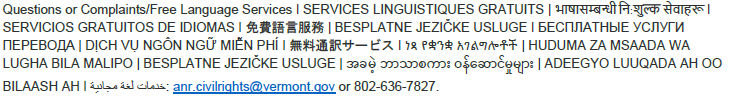 Questions or Complaints/Free Language Services | SERVICES LINGUISTIQUES GRATUITS | भाषासम्बन्धी नि:शुल्क सेवाहरू |
SERVICIOS GRATUITOS DE IDIOMAS | 免費語言服務 | BESPLATNE JEZIČKE USLUGE | БЕСПЛАТНЫЕ УСЛУГИ
ПЕРЕВОДА | DỊCH VỤ NGÔN NGỮ MIỄN PHÍ | 無料通訳サービス | ነጻ የቋንቋ አገልግሎቶች | HUDUMA ZA MSAADA WA
LUGHA BILA MALIPO | BESPLATNE JEZIČKE USLUGE | အခမဲ့ ဘာသာစကား ဝန်ဆောင်မှုများ | ADEEGYO LUUQADA AH OO
BILAASH AH | خدمات لغة مجانية: anr.civilrights@vermont.gov or 802-636-7827.